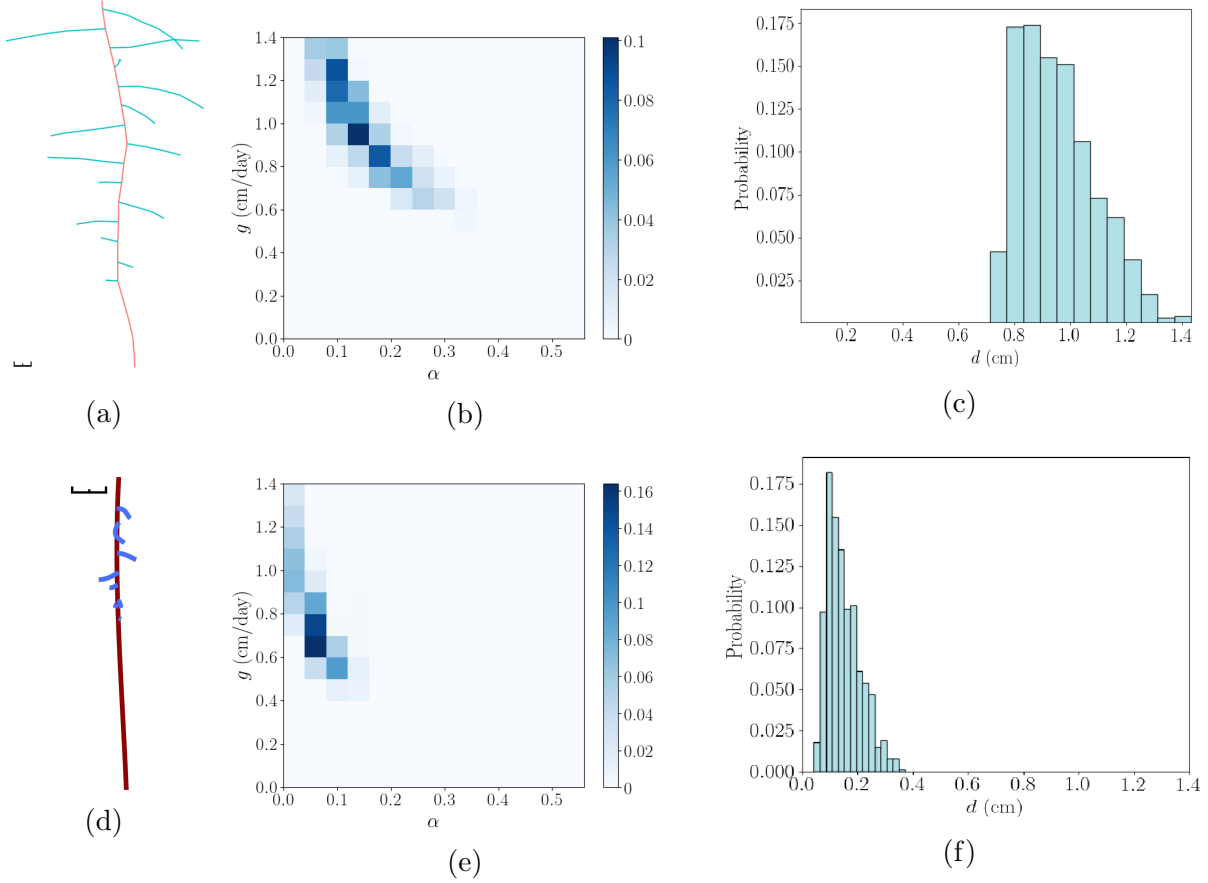 1.4
1.2
1.0
0.8
0.6
0.4
0.2
0.0
g (cm/day)
0.0 0.1 0.2 0.3 0.4 0.5
α
0.1
0.08
0.06
0.04
0.02
0
0.175
0.150
0.125
0.100
0.075
0.050
0.025
Probability
0.2 0.4 0.6 0.8 1.0 1.2 1.4
d (cm)
(a)
(b)
(c)
1.4
1.2
1.0
0.8
0.6
0.4
0.2
0.0
g (cm/day)
0.0 0.1 0.2 0.3 0.4 0.5
α
0.16
0.14
0.12
0.10
0.08
0.06
0.04
0.02
0
0.175
0.150
0.125
0.100
0.075
0.050
0.025
0.000
Probability
0.0 0.2 0.4 0.6 0.8 1.0 1.2 1.4
d (cm)
(d)
(e)
(f)